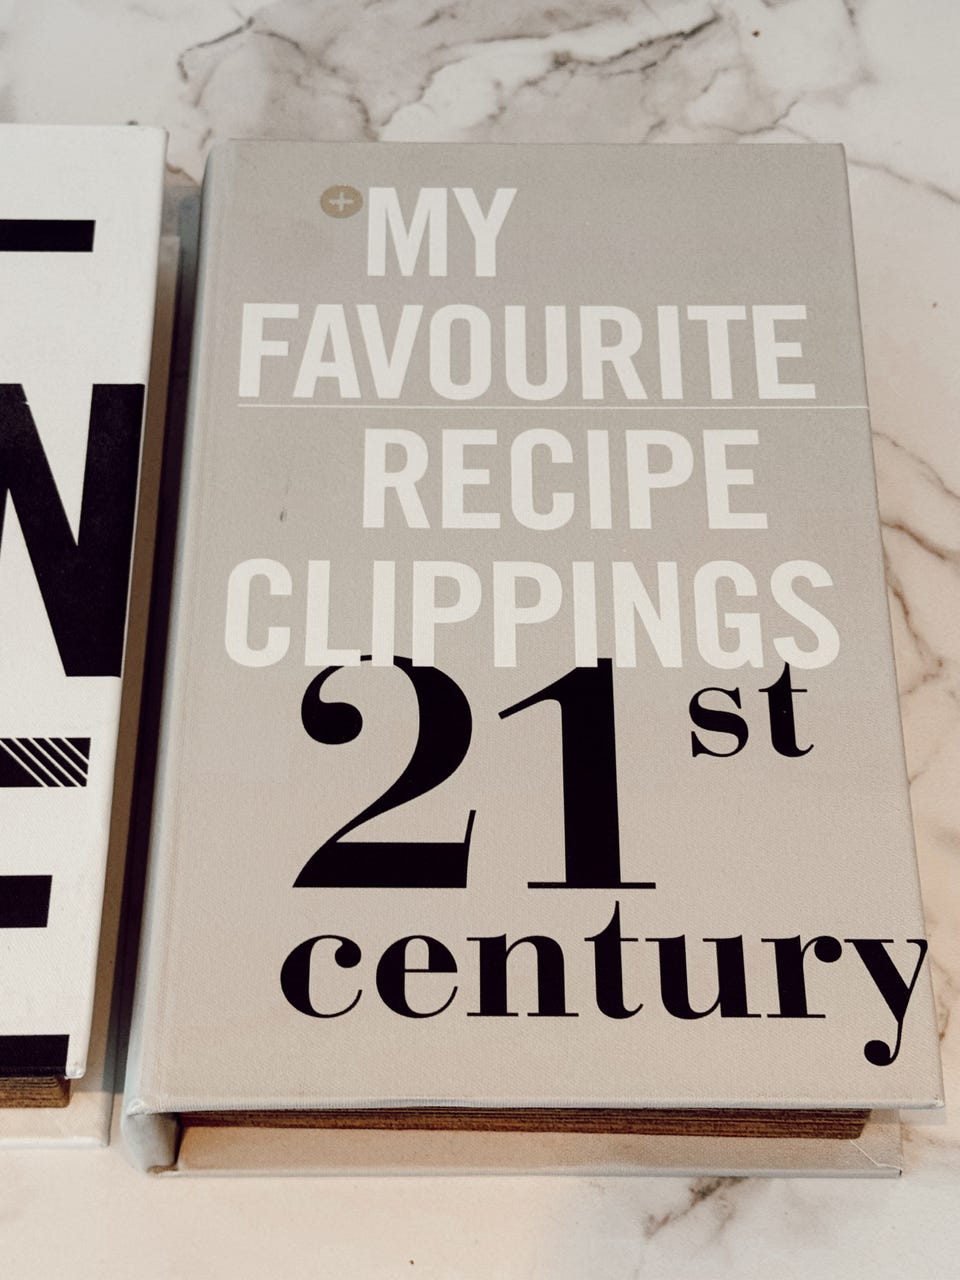 MY
FAVOURITE
RECIPE
CLIPPINGS
21st
century